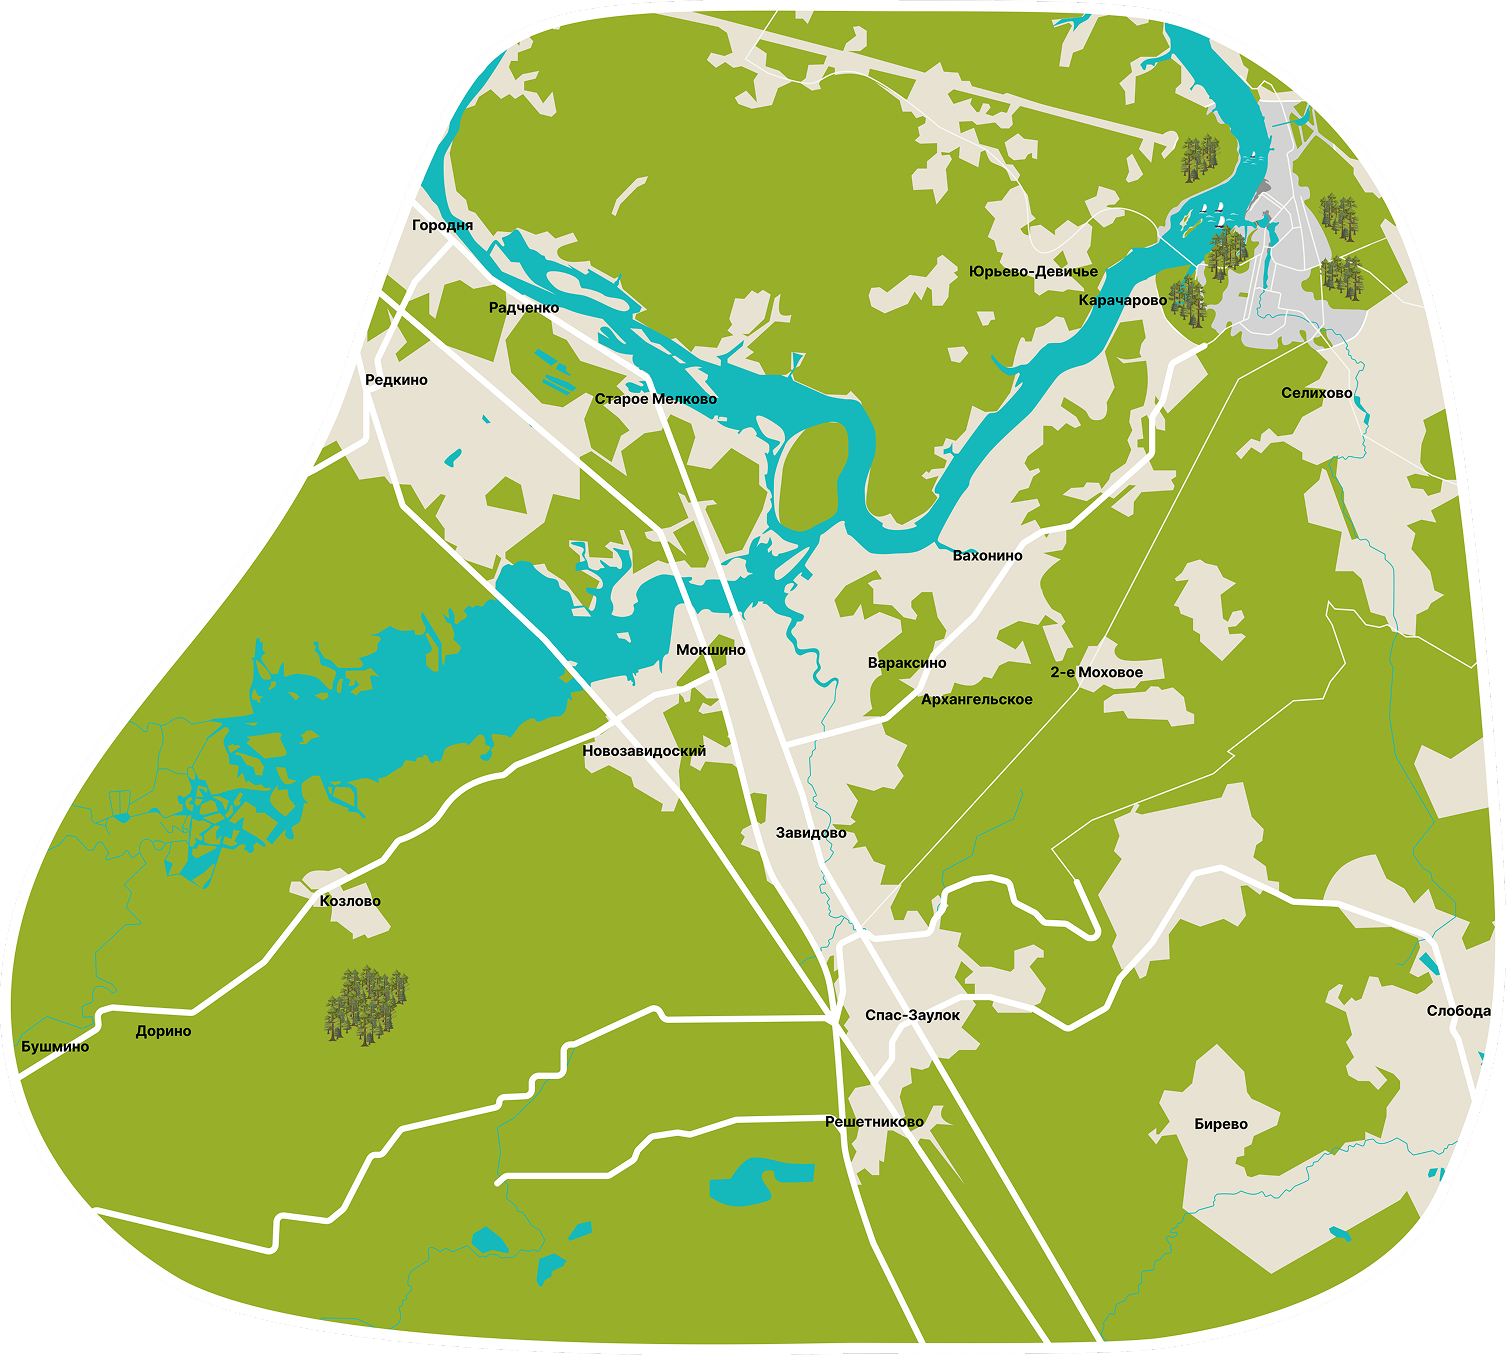 Городня
Юрьево-Девичье
Карачарово
Радченко
Редкино
Селихово
Старое Мелково
Вахонино
Мокшино
Вараксино
2-е Моховое
Архангельское
Новозавидоский
Завидово
Козлово
Слобода
Спас-Заулок
Дорино
Бушмино
Решетниково
Бирево